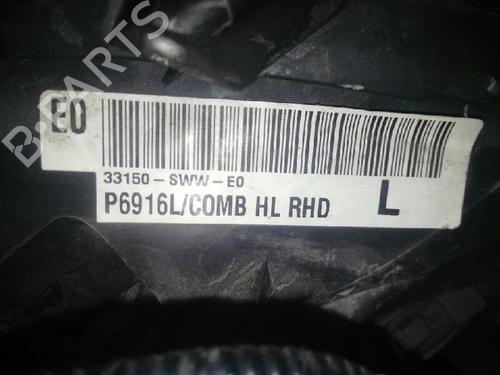 E0
33150-SWW-E0
P6916L/COMB HL RHD L
B-PARTS